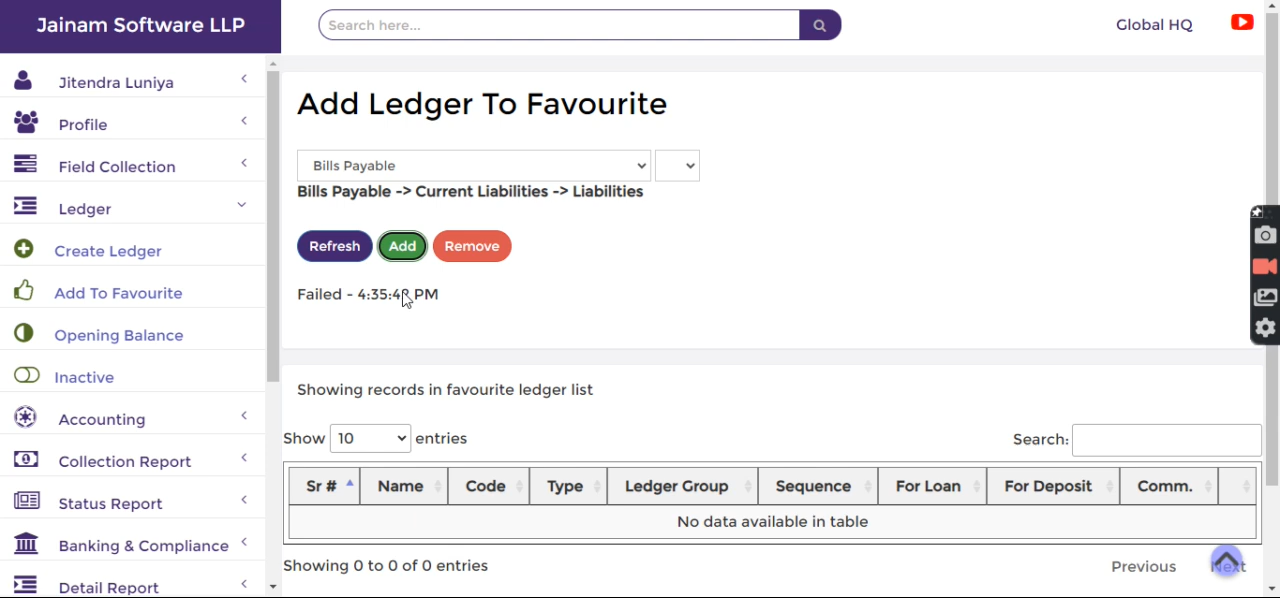 Jainam Software LLP
Search here...
Global HQ
Jitendra Luniya
Profile
Field Collection
Ledger
Create Ledger
Add To Favourite
Opening Balance
Inactive
Accounting
Collection Report
Status Report
Banking & Compliance
Detail Report
Add Ledger To Favourite
Bills Payable
Bills Payable -> Current Liabilities -> Liabilities
Refresh Add Remove
Failed - PM
Showing records in favourite ledger list
Show 10 entries
Search:
Sr # Name Code Type Ledger Group Sequence For Loan For Deposit Comm.
No data available in table
Showing 0 to 0 of 0 entries
Previous Next